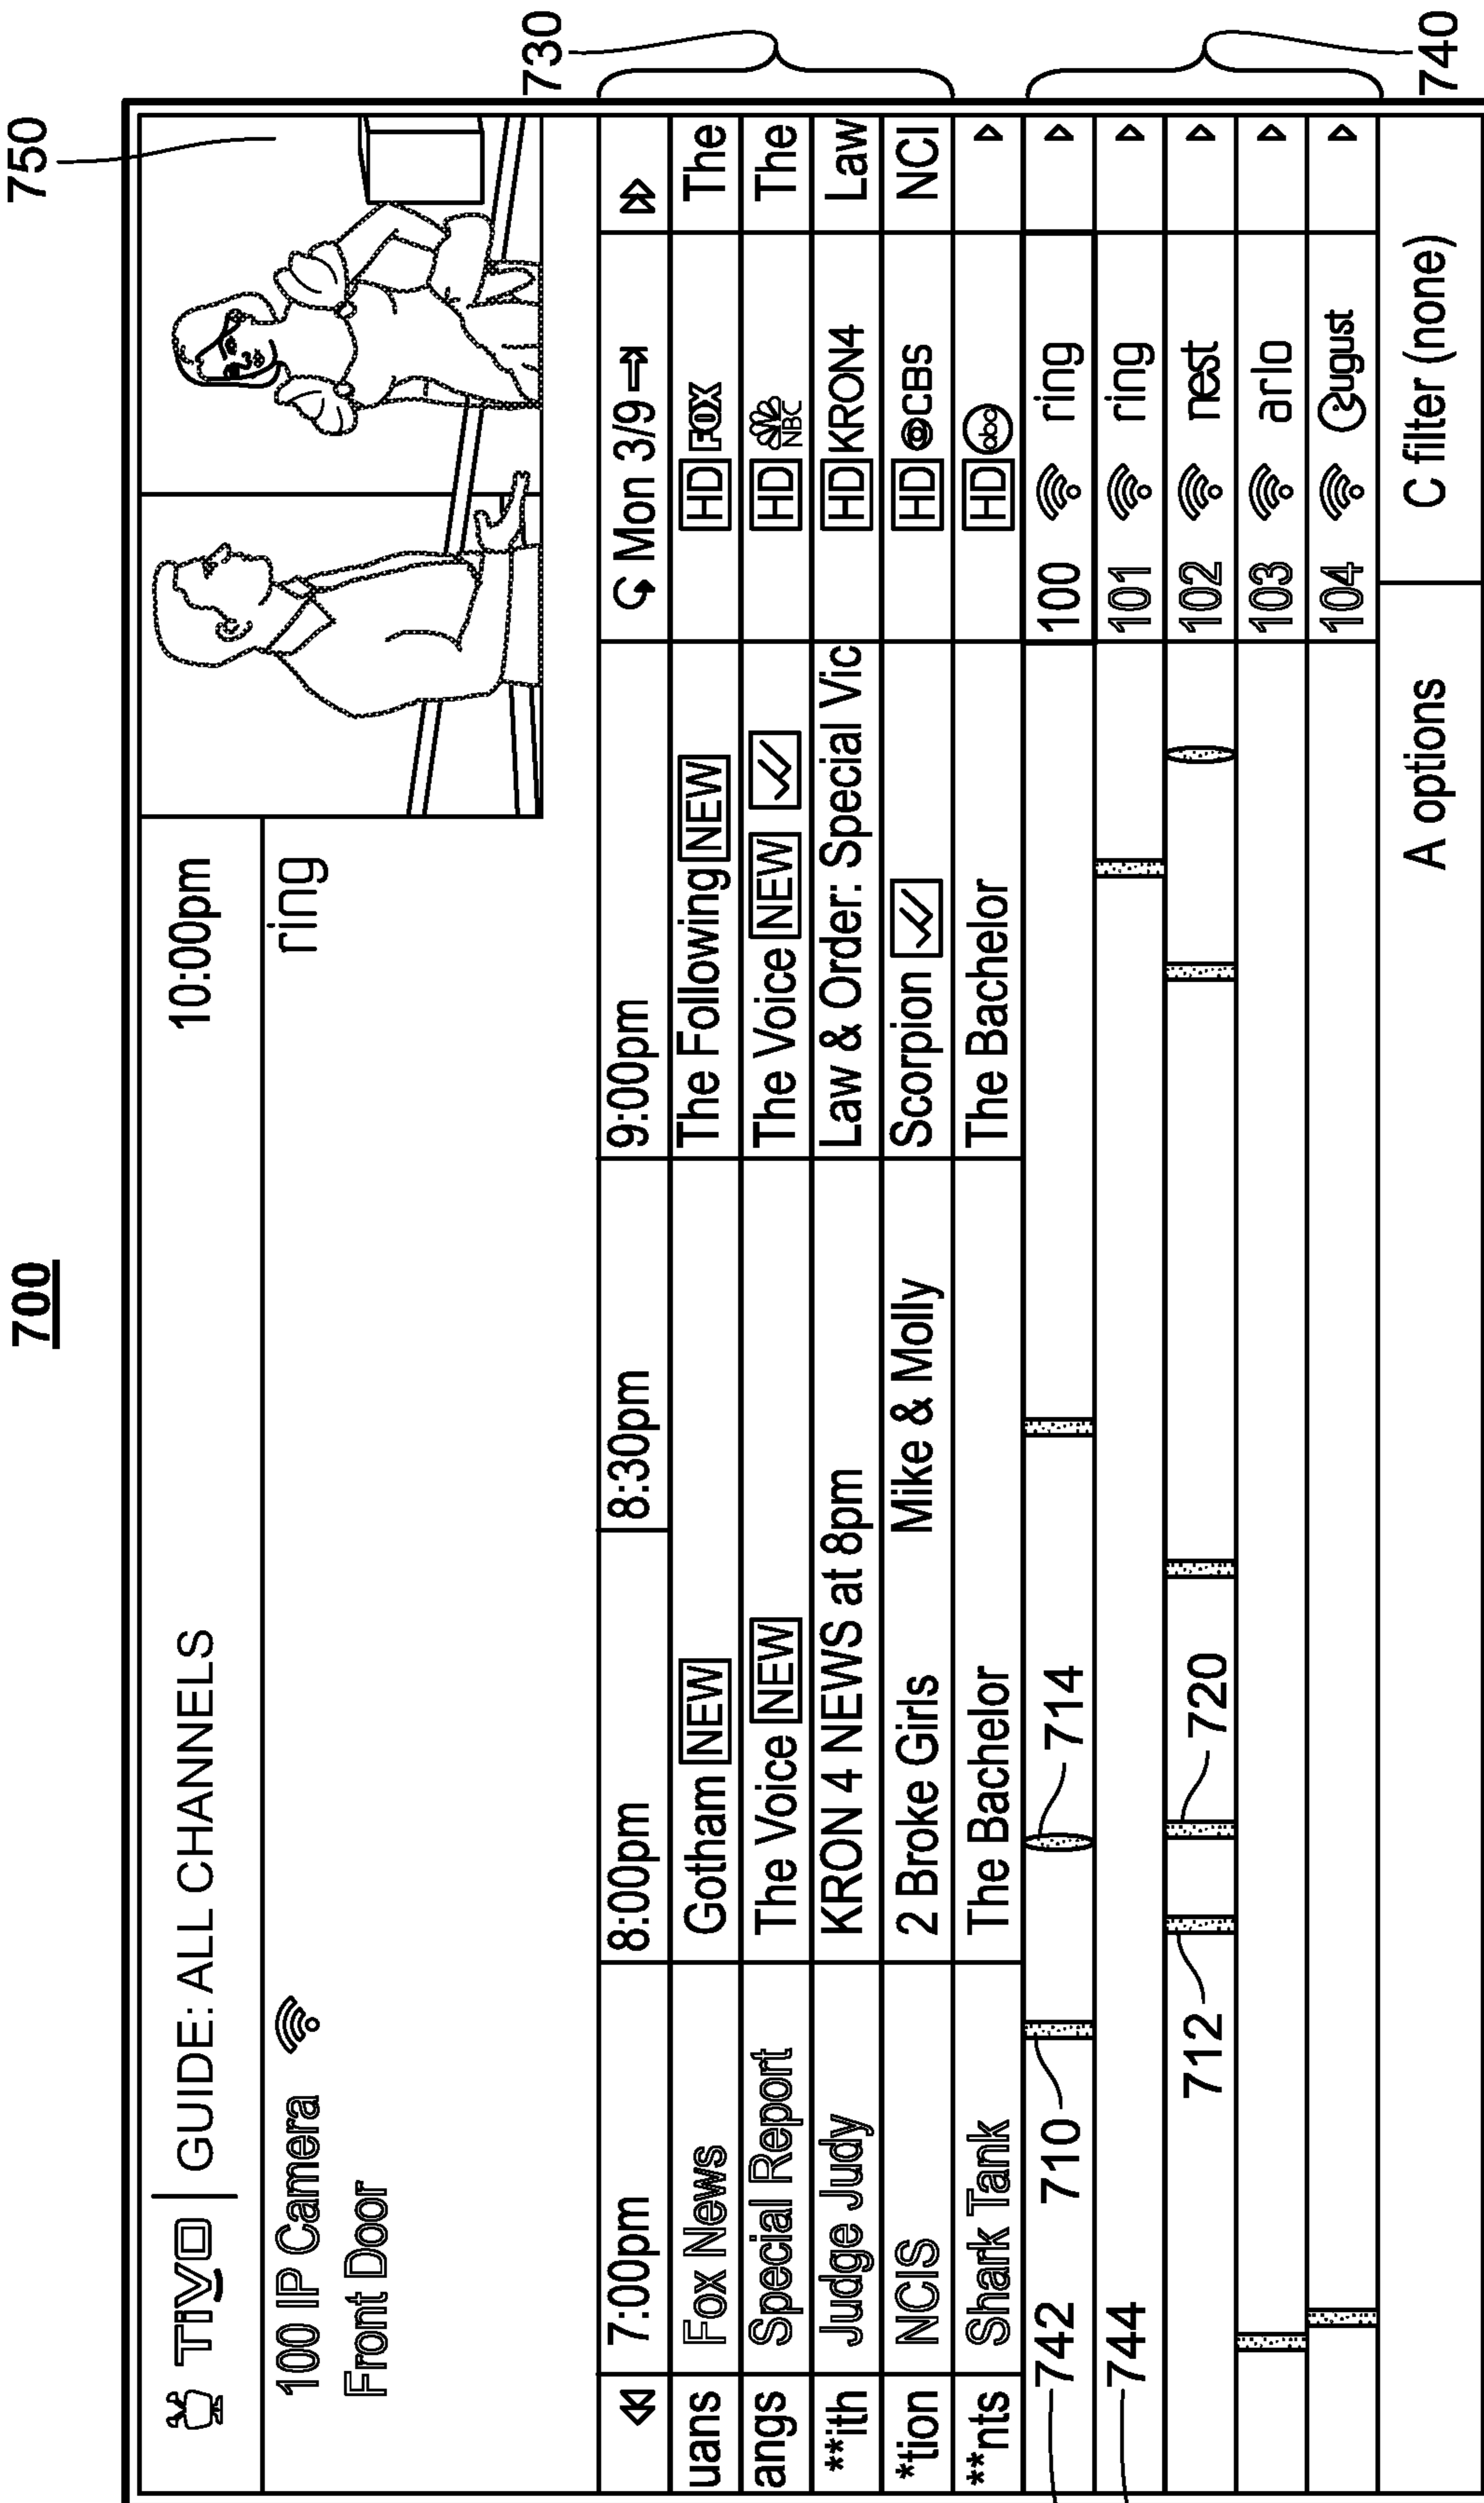 700
750
TiVo | GUIDE: ALL CHANNELS 10:00pm
100 IP Camera ring
Front Door
730
7:00pm 8:00pm 8:30pm 9:00pm Mon 3/9
uans Fox News Gotham NEW The Following NEW HD FOX The
angs Special Report The Voice NEW The Voice NEW HD NBC The
**ith Judge Judy KRON 4 NEWS at 8pm Law & Order: Special Vic HD KRON4 Law
*tion NCIS 2 Broke Girls Mike & Molly Scorpion HD CBS NCI
**nts Shark Tank The Bachelor The Bachelor HD abc
742 710 714 100 ring
744 101 ring
712 720 102 nest
103 arlo
104 august
740
A options C filter (none)